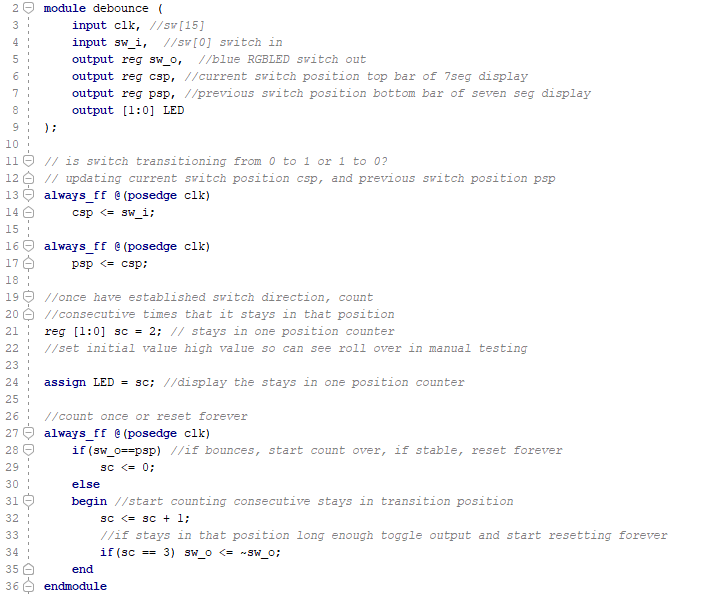 2 module debounce (
3 input clk, //sw[15]
4 input sw_i, //sw[0] switch in
5 output reg sw_o, //blue RGBLED switch out
6 output reg csp, //current switch position top bar of 7seg display
7 output reg psp, //previous switch position bottom bar of seven seg display
8 output [1:0] LED
9 );
10
11 // is switch transitioning from 0 to 1 or 1 to 0?
12 // updating current switch position csp, and previous switch position psp
13 always_ff @(posedge clk)
14 csp <= sw_i;
15
16 always_ff @(posedge clk)
17 psp <= csp;
18
19 //once have established switch direction, count
20 //consecutive times that it stays in that position
21 reg [1:0] sc = 2; // stays in one position counter
22 //set initial value high value so can see roll over in manual testing
23
24 assign LED = sc; //display the stays in one position counter
25
26 //count once or reset forever
27 always_ff @(posedge clk)
28 if(sw_o==psp) //if bounces, start count over, if stable, reset forever
29 sc <= 0;
30 else
31 begin //start counting consecutive stays in transition position
32 sc <= sc + 1;
33 //if stays in that position long enough toggle output and start resetting forever
34 if(sc == 3) sw_o <= ~sw_o;
35 end
36 endmodule